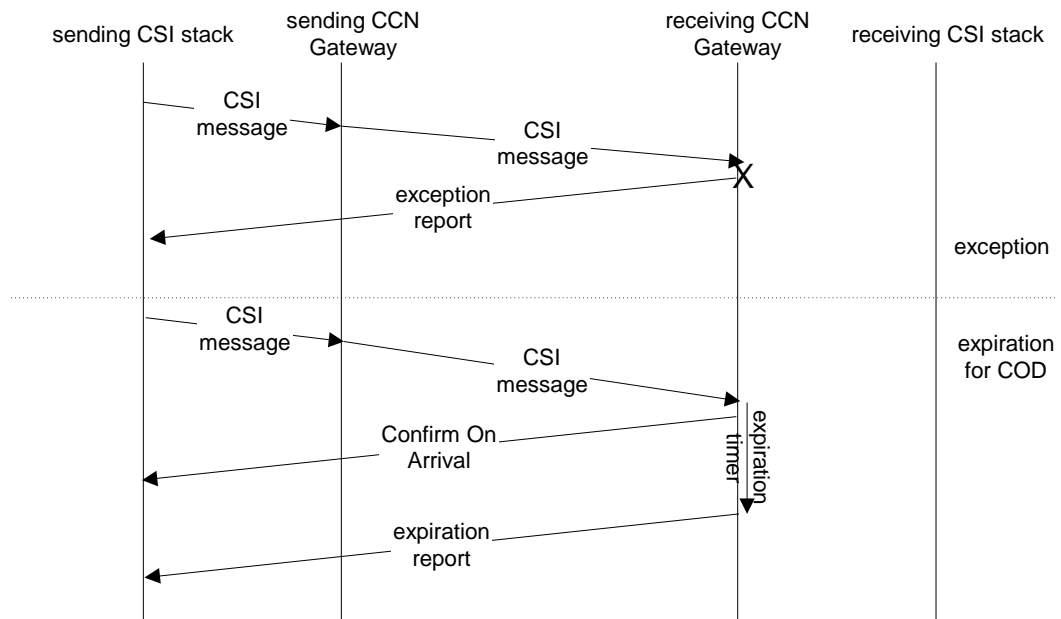 sending CSI stack
sending CCN
Gateway
receiving CCN
Gateway
receiving CSI stack
CSI
message
CSI
message
X
exception
report
exception
CSI
message
CSI
message
expiration
for COD
expiration
timer
Confirm On
Arrival
expiration
report